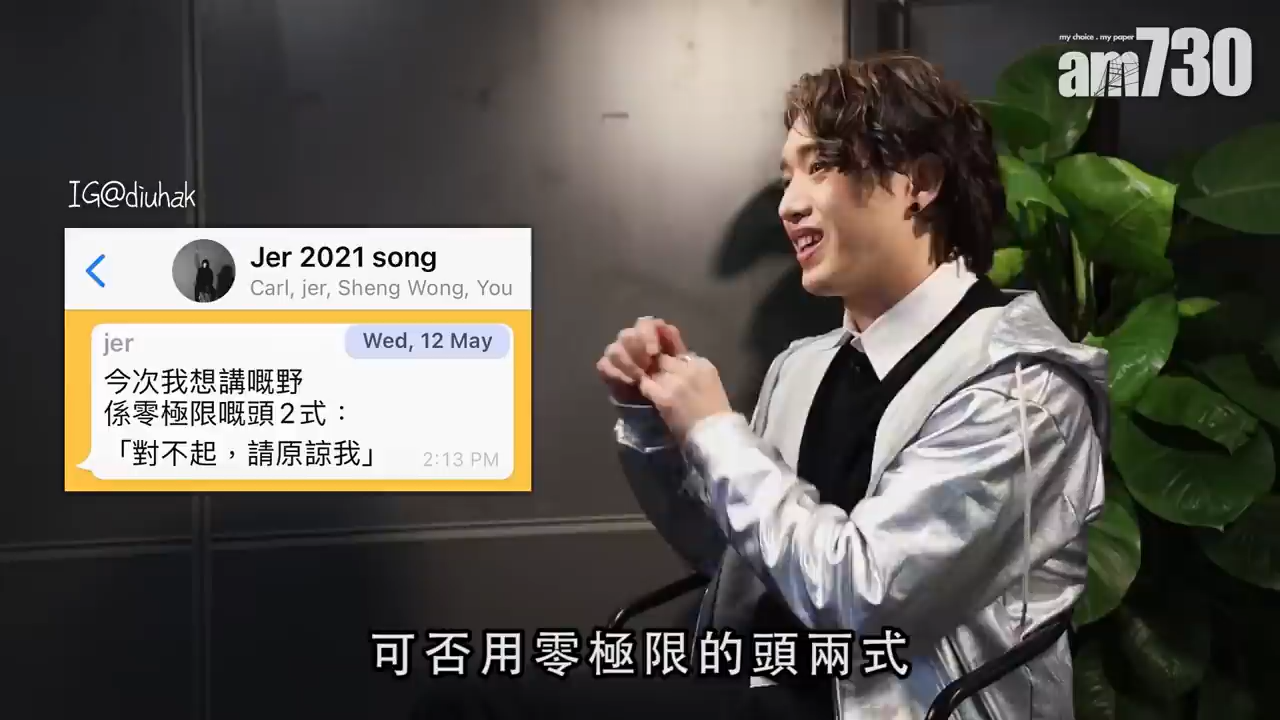 my choice . my paper
am730
IG@diuhak
Jer 2021 song
Carl, jer, Sheng Wong, You
jer
Wed, 12 May
今次我想講嘅野
係零極限嘅頭2式：
「對不起，請原諒我」
2:13 PM
可否用零極限的頭兩式